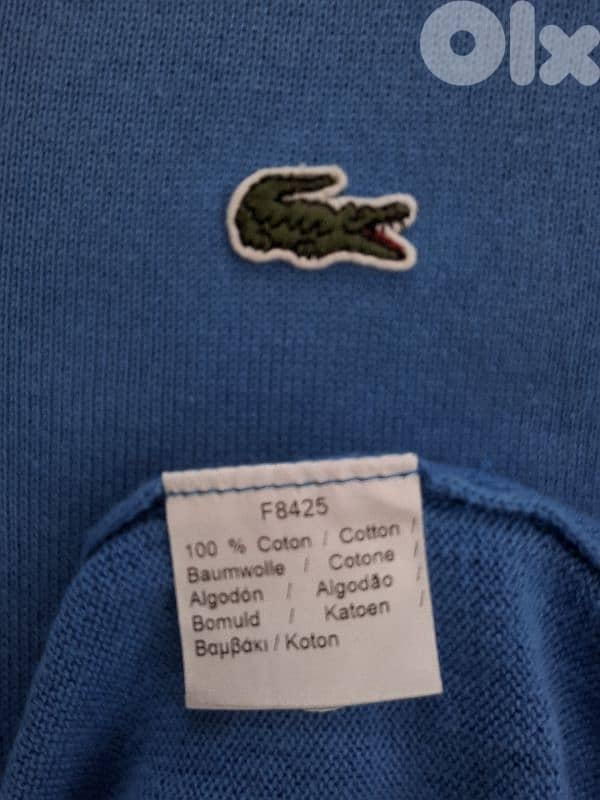 Olx
F8425
100 % Coton / Cotton /
Baumwolle / Cotone /
Algodón / Algodão /
Bomuld / Katoen /
Βαμβάκι / Koton